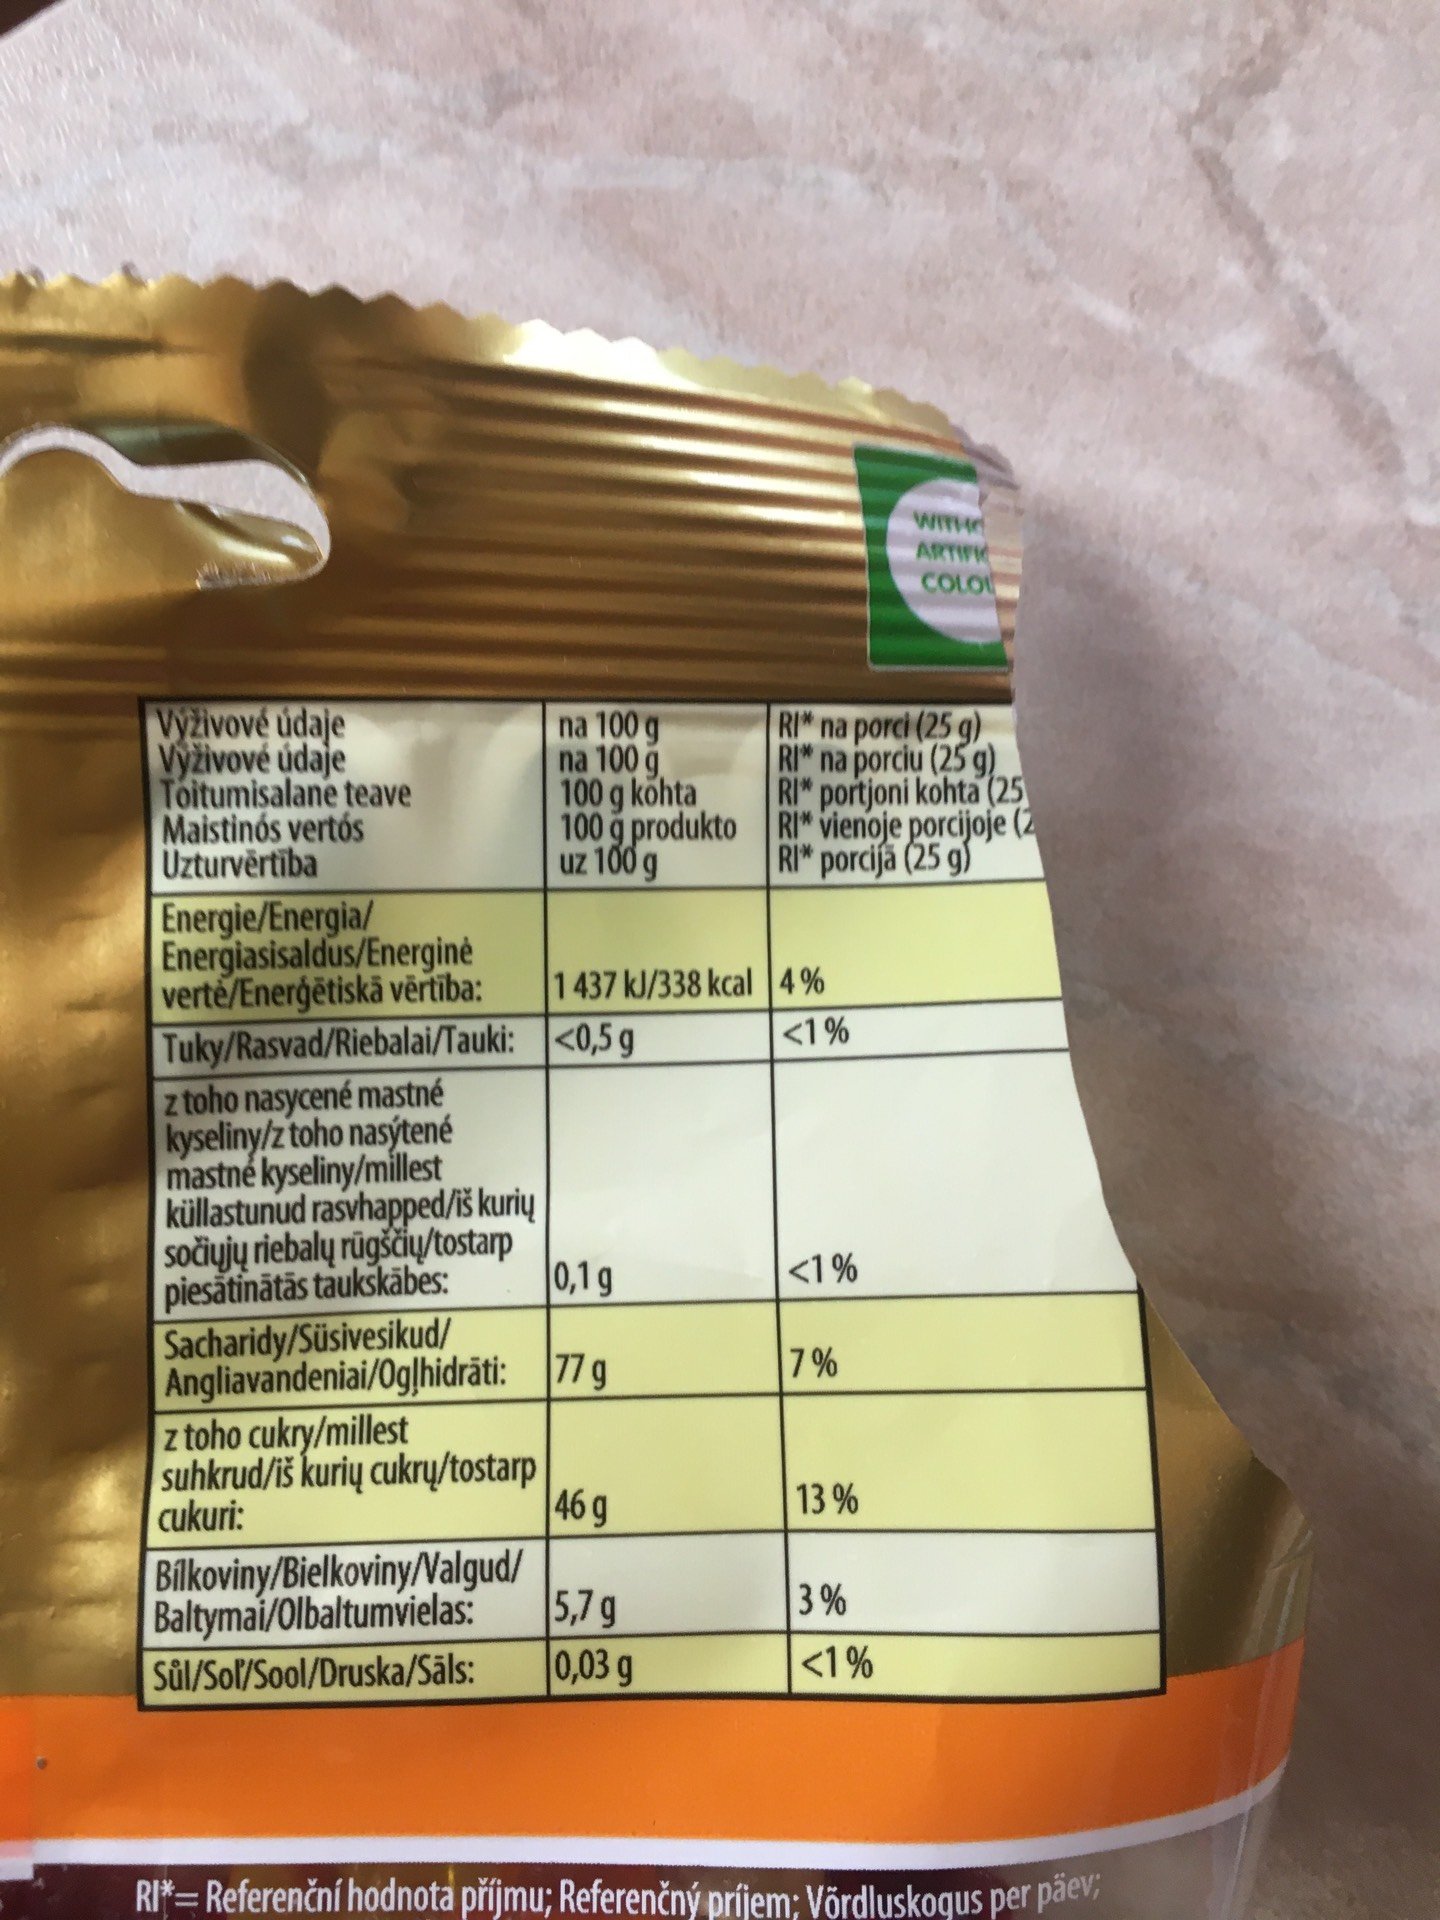 WITHO
ARTIFIC
COLOU
Výživové údaje na 100 g RI* na porci (25 g)
Výživové údaje na 100 g RI* na porciu (25 g)
Toitumisalane teave 100 g kohta RI* portjoni kohta (25
Maistinós vertós 100 g produkto RI* vienoje porcijoje (2
Uzturvērtība uz 100 g RI* porcijā (25 g)
Energie/Energia/
Energiasisaldus/Energinė
vertė/Enerģētiskā vērtība: 1 437 kJ/338 kcal 4 %
Tuky/Rasvad/Riebalai/Tauki: <0,5 g <1 %
z toho nasycené mastné
kyseliny/z toho nasýtené
mastné kyseliny/millest
küllastunud rasvhapped/iš kurių
sočiųjų riebalų rūgščių/tostarp
piesātinātās taukskābes: 0,1 g <1 %
Sacharidy/Süsivesikud/
Angliavandeniai/Ogļhidrāti: 77 g 7 %
z toho cukry/millest
suhkrud/iš kurių cukrų/tostarp
cukuri: 46 g 13 %
Bílkoviny/Bielkoviny/Valgud/
Baltymai/Olbaltumvielas: 5,7 g 3 %
Sůl/Soľ/Sool/Druska/Sāls: 0,03 g <1 %
RI*= Referenční hodnota příjmu; Referenčný príjem; Võrdluskogus per päev;